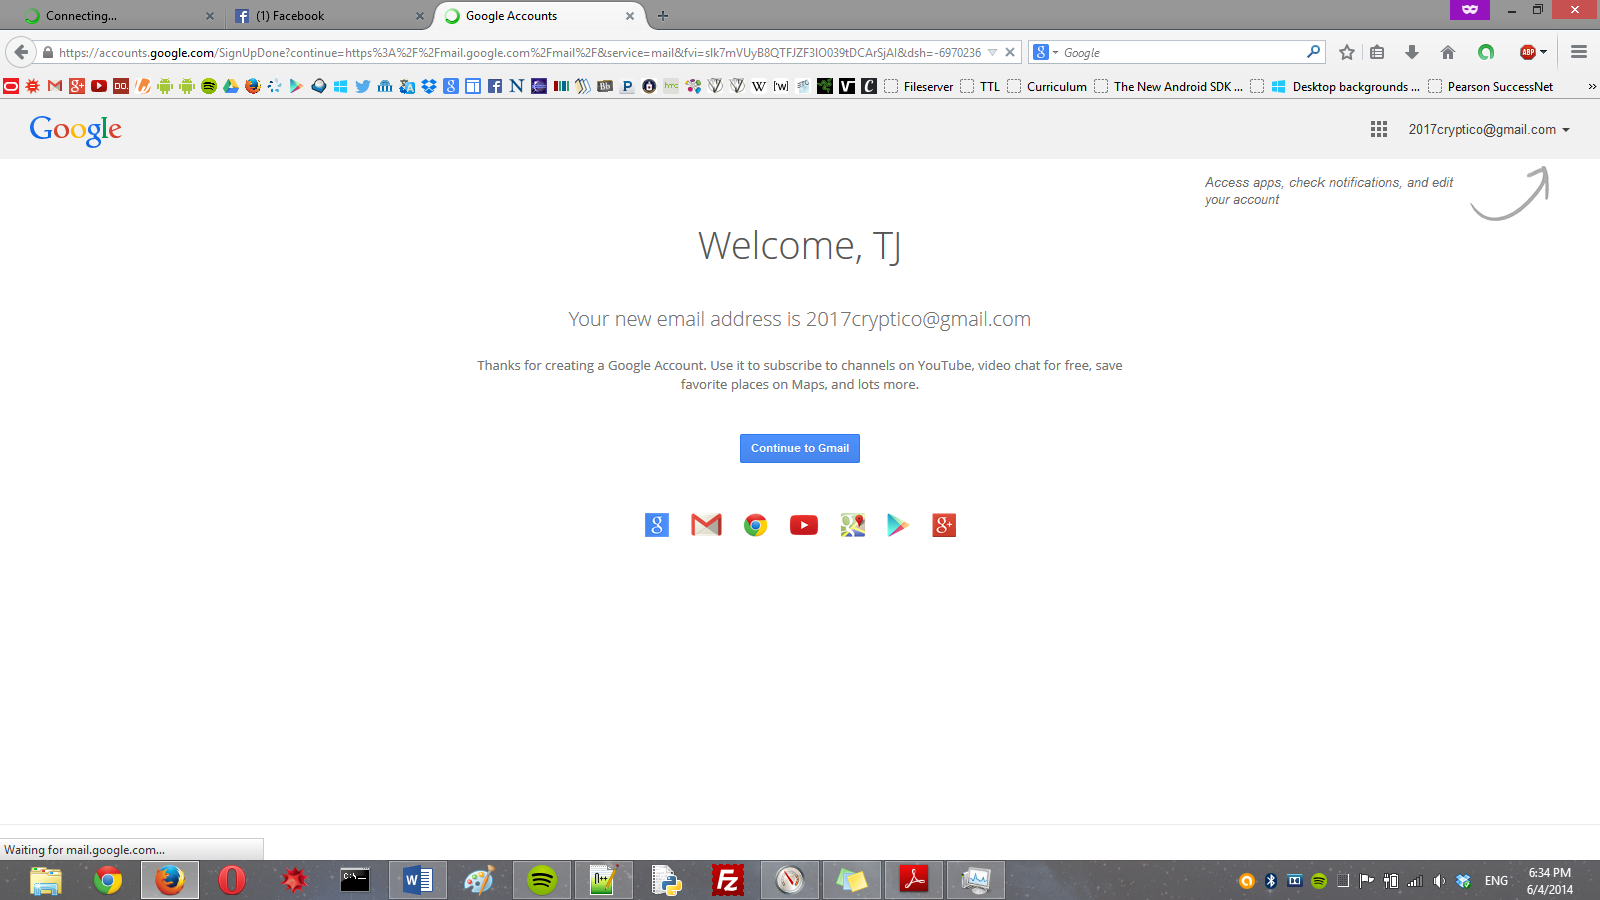 Connecting...
(1) Facebook
Google Accounts
https://accounts.google.com/SignUpDone?continue=https%3A%2F%2Fmail.google.com%2Fmail%2F&service=mail&fvi=slk7mVUyB8QTFJZF3IO039tDCArSjAl&dsh=-6970236
Google
ABP
Fileserver
TTL
Curriculum
The New Android SDK ...
Desktop backgrounds ...
Pearson SuccessNet
Google
2017cryptico@gmail.com
Access apps, check notifications, and edit
your account
Welcome, TJ
Your new email address is 2017cryptico@gmail.com
Thanks for creating a Google Account. Use it to subscribe to channels on YouTube, video chat for free, save
favorite places on Maps, and lots more.
Continue to Gmail
Waiting for mail.google.com...
ENG
6:34 PM
6/4/2014